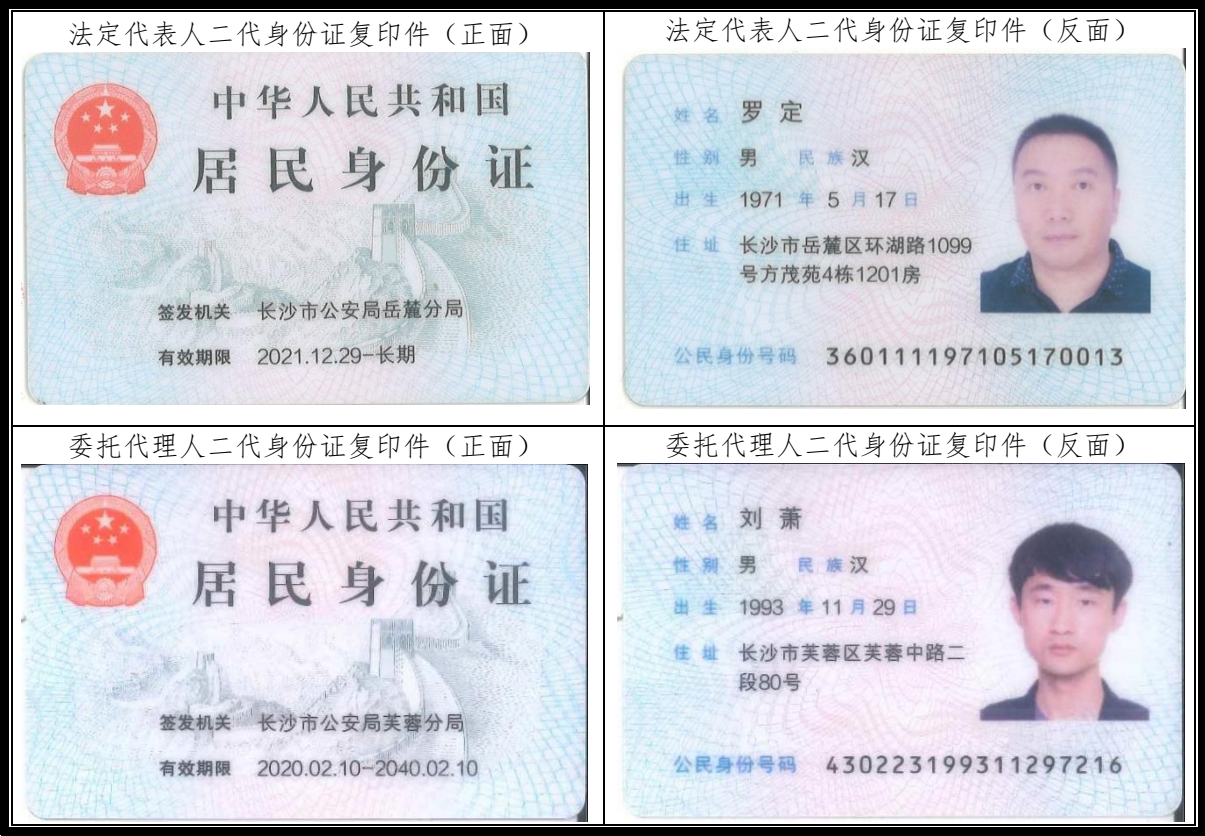 法定代表人二代身份证复印件（正面）
中华人民共和国
居民身份证
签发机关 长沙市公安局岳麓分局
有效期限 2021.12.29-长期
法定代表人二代身份证复印件（反面）
姓名 罗定
性别 男 民族 汉
出生 1971 年 5 月 17 日
住址 长沙市岳麓区环湖路1099
号方茂苑4栋1201房
公民身份号码 360111197105170013
委托代理人二代身份证复印件（正面）
中华人民共和国
居民身份证
签发机关 长沙市公安局芙蓉分局
有效期限 2020.02.10-2040.02.10
委托代理人二代身份证复印件（反面）
姓名 刘萧
性别 男 民族 汉
出生 1993 年 11 月 29 日
住址 长沙市芙蓉区芙蓉中路二
段80号
公民身份号码 430223199311297216